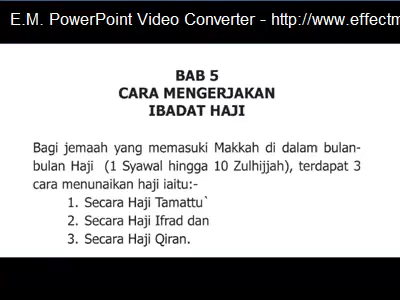 E.M. PowerPoint Video Converter - http://www.effectm
BAB 5
CARA MENGERJAKAN
IBADAT HAJI
Bagi jemaah yang memasuki Makkah di dalam bulan-
bulan Haji (1 Syawal hingga 10 Zulhijjah), terdapat 3
cara menunaikan haji iaitu:-
1. Secara Haji Tamattu`
2. Secara Haji Ifrad dan
3. Secara Haji Qiran.